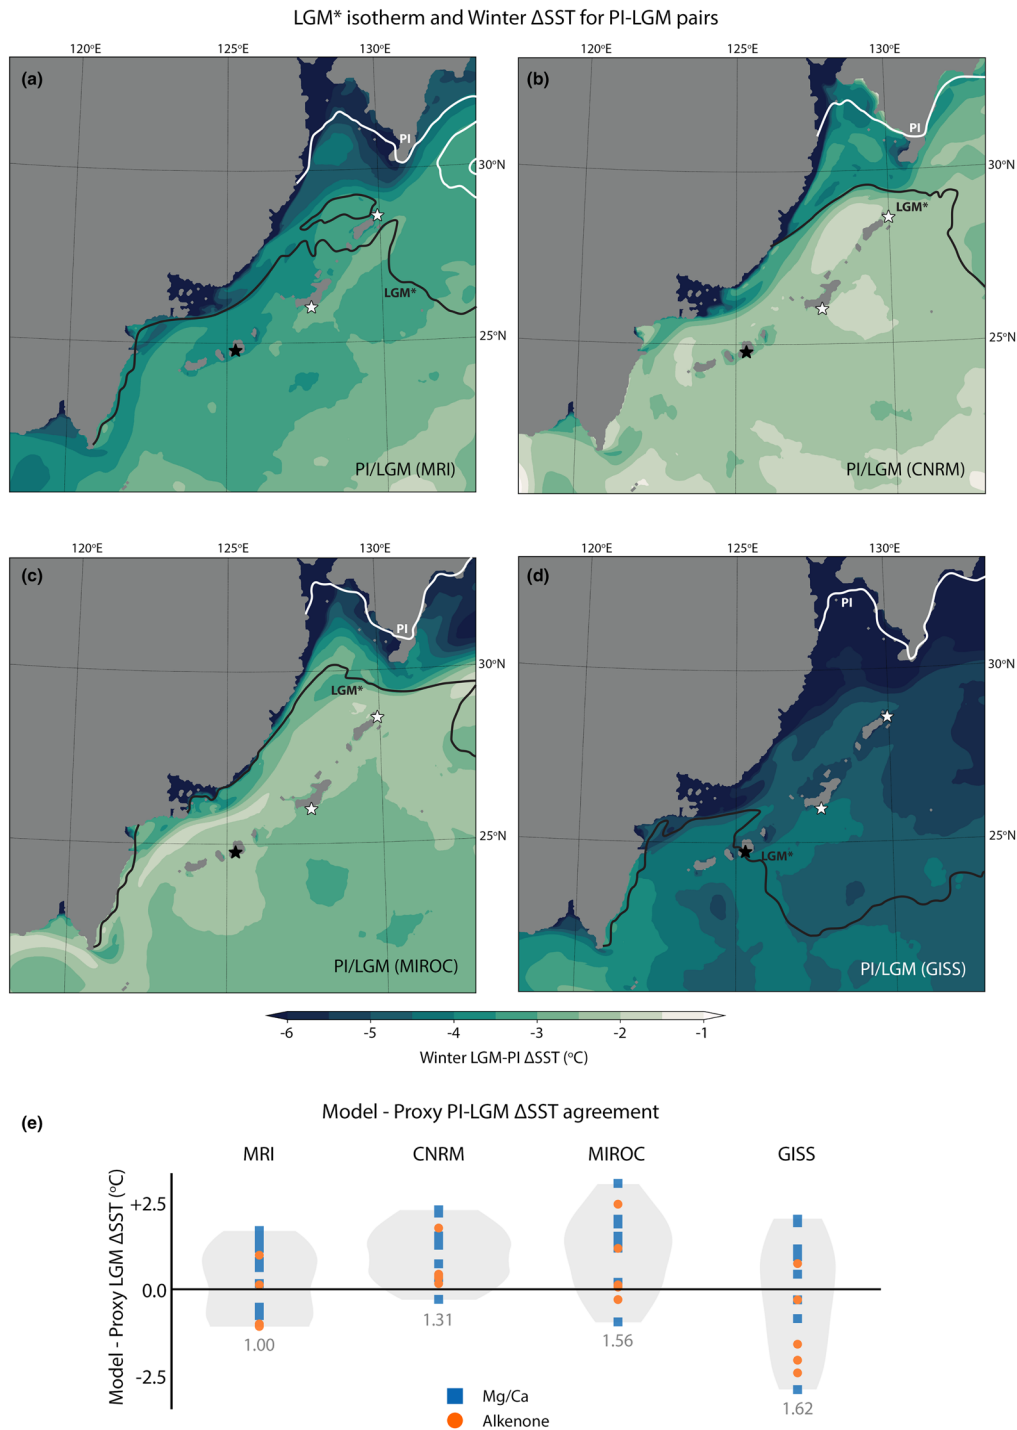 LGM* isotherm and Winter ΔSST for PI-LGM pairs
120°E 125°E 130°E 125°E 130°E
120°E
(a) (b)
PI PI
30°N 30°N
LGM*
LGM*
25°N 25°N
PI/LGM (MRI) PI/LGM (CNRM)
120°E 125°E 130°E 120°E 125°E 130°E
(c) (d)
PI PI
30°N 30°N
LGM*
25°N 25°N
LGM*
PI/LGM (MIROC) PI/LGM (GISS)
-6 -5 -4 -3 -2 -1
Winter LGM-PI ΔSST (°C)
(e)
Model - Proxy PI-LGM ΔSST agreement
MRI CNRM MIROC GISS
Model - Proxy LGM ΔSST (°C)
+2.5
0.0
-2.5
1.00 1.31 1.56 1.62
Mg/Ca
Alkenone